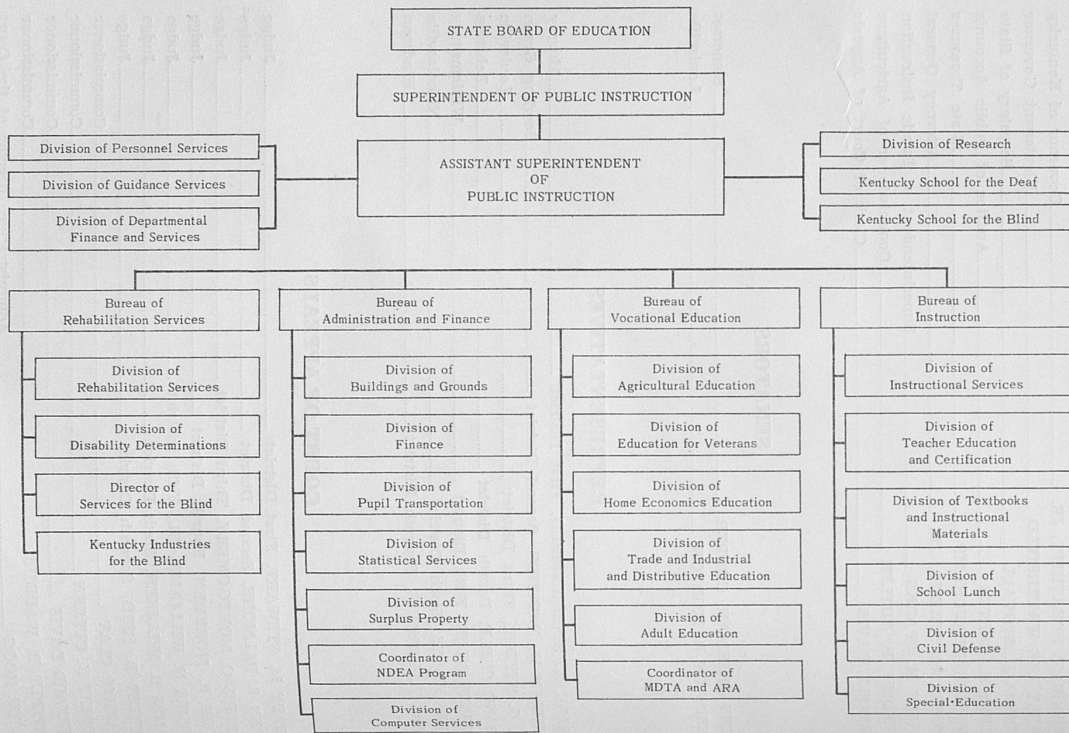 STATE BOARD OF EDUCATION
SUPERINTENDENT OF PUBLIC INSTRUCTION
ASSISTANT SUPERINTENDENT
OF
PUBLIC INSTRUCTION
Division of Personnel Services
Division of Guidance Services
Division of Departmental
Finance and Services
Division of Research
Kentucky School for the Deaf
Kentucky School for the Blind
Bureau of
Rehabilitation Services
Division of
Rehabilitation Services
Division of
Disability Determinations
Director of
Services for the Blind
Kentucky Industries
for the Blind
Bureau of
Administration and Finance
Division of
Buildings and Grounds
Division of
Finance
Division of
Pupil Transportation
Division of
Statistical Services
Division of
Surplus Property
Coordinator of
NDEA Program
Division of
Computer Services
Bureau of
Vocational Education
Division of
Agricultural Education
Division of
Education for Veterans
Division of
Home Economics Education
Division of
Trade and Industrial
and Distributive Education
Division of
Adult Education
Coordinator of
MDTA and ARA
Bureau of
Instruction
Division of
Instructional Services
Division of
Teacher Education
and Certification
Division of Textbooks
and Instructional
Materials
Division of
School Lunch
Division of
Civil Defense
Division of
Special·Education